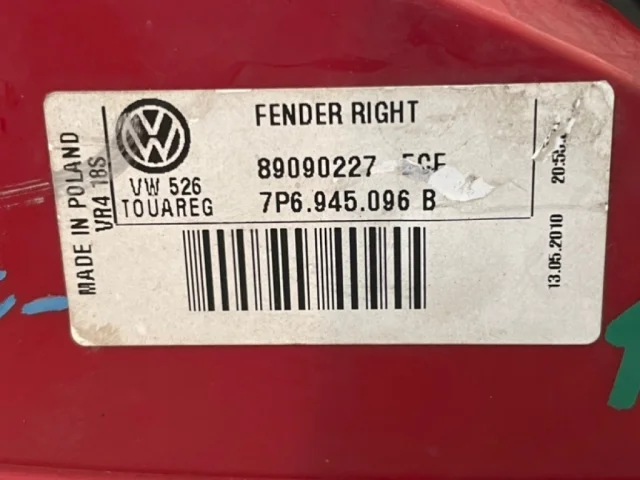 FENDER RIGHT
89090227
7P6.945.096 B
VW 526
TOUAREG
MADE IN POLAND
VR4 18S
13.05.2010